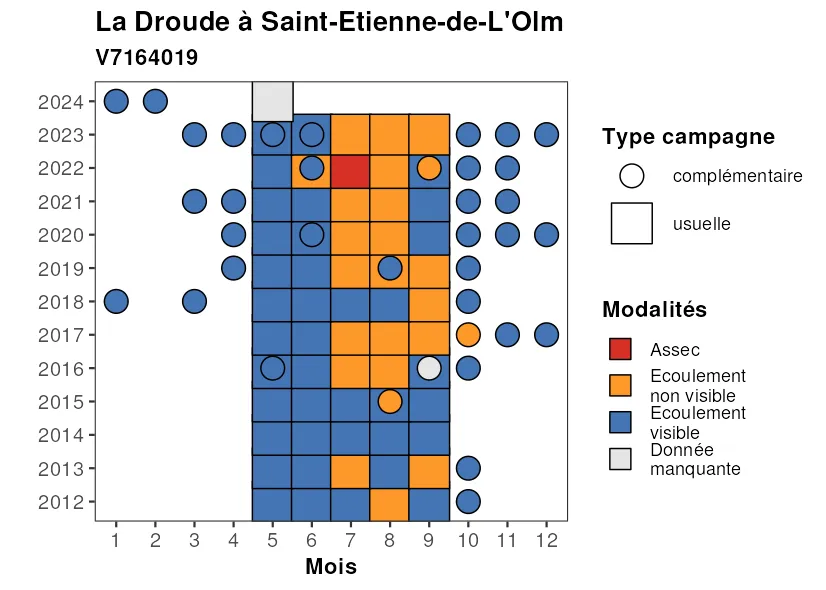 La Droude à Saint-Etienne-de-L'Olm
V7164019
2024
2023
2022
2021
2020
2019
2018
2017
2016
2015
2014
2013
2012
1 2 3 4 5 6 7 8 9 10 11 12
Mois
Type campagne
complémentaire
usuelle
Modalités
Assec
Ecoulement
non visible
Ecoulement
visible
Donnée
manquante